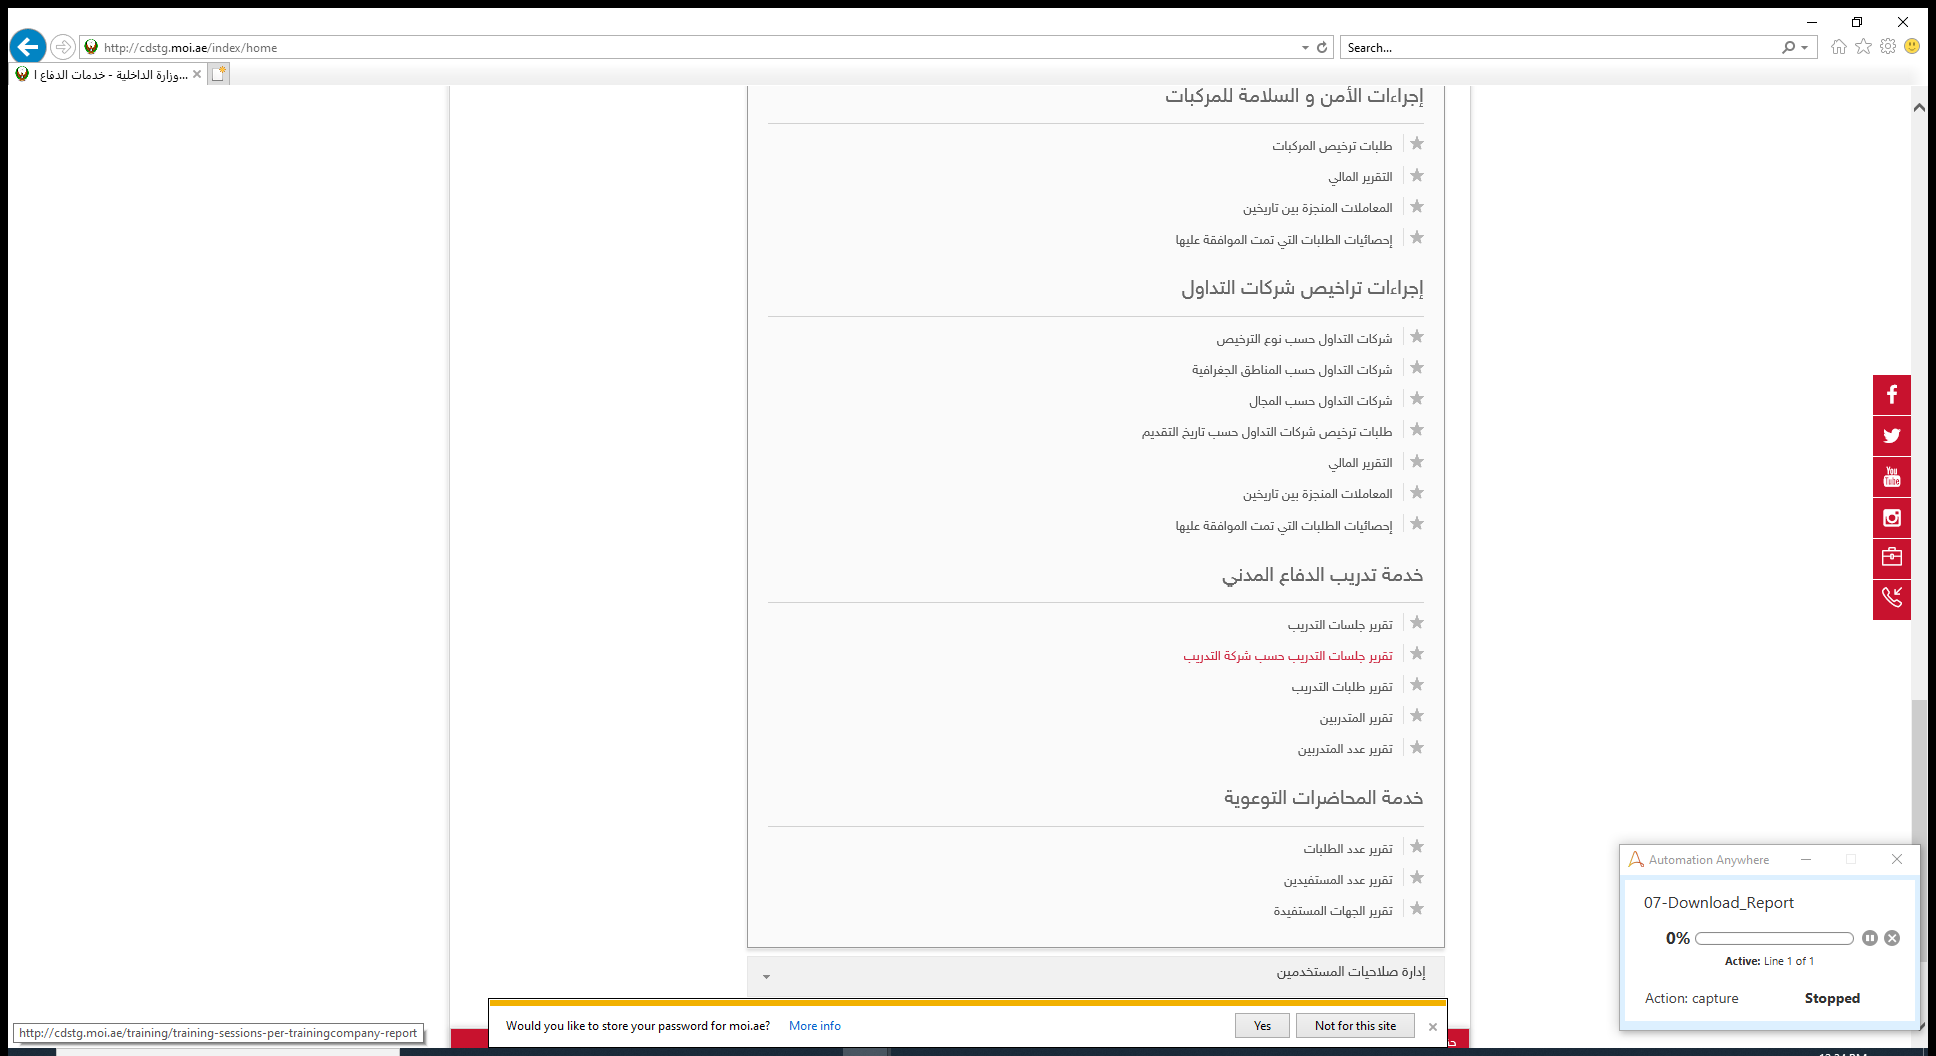 http://cdstg.moi.ae/index/home
Search...
وزارة الداخلية - خدمات الدفاع ا...
إجراءات الأمن و السلامة للمركبات
طلبات ترخيص المركبات
التقرير المالي
المعاملات المنجزة بين تاريخين
إحصائيات الطلبات التي تمت الموافقة عليها
إجراءات تراخيص شركات التداول
شركات التداول حسب نوع الترخيص
شركات التداول حسب المناطق الجغرافية
شركات التداول حسب المجال
طلبات ترخيص شركات التداول حسب تاريخ التقديم
التقرير المالي
المعاملات المنجزة بين تاريخين
إحصائيات الطلبات التي تمت الموافقة عليها
خدمة تدريب الدفاع المدني
تقرير جلسات التدريب
تقرير جلسات التدريب حسب شركة التدريب
تقرير طلبات التدريب
تقرير المتدربين
تقرير عدد المتدربين
خدمة المحاضرات التوعوية
تقرير عدد الطلبات
تقرير عدد المستفيدين
تقرير الجهات المستفيدة
إدارة صلاحيات المستخدمين
You Tube
Automation Anywhere
07-Download_Report
0%
Active: Line 1 of 1
Action: capture Stopped
Would you like to store your password for moi.ae? More info Yes Not for this site
http://cdstg.moi.ae/training/training-sessions-per-trainingcompany-report